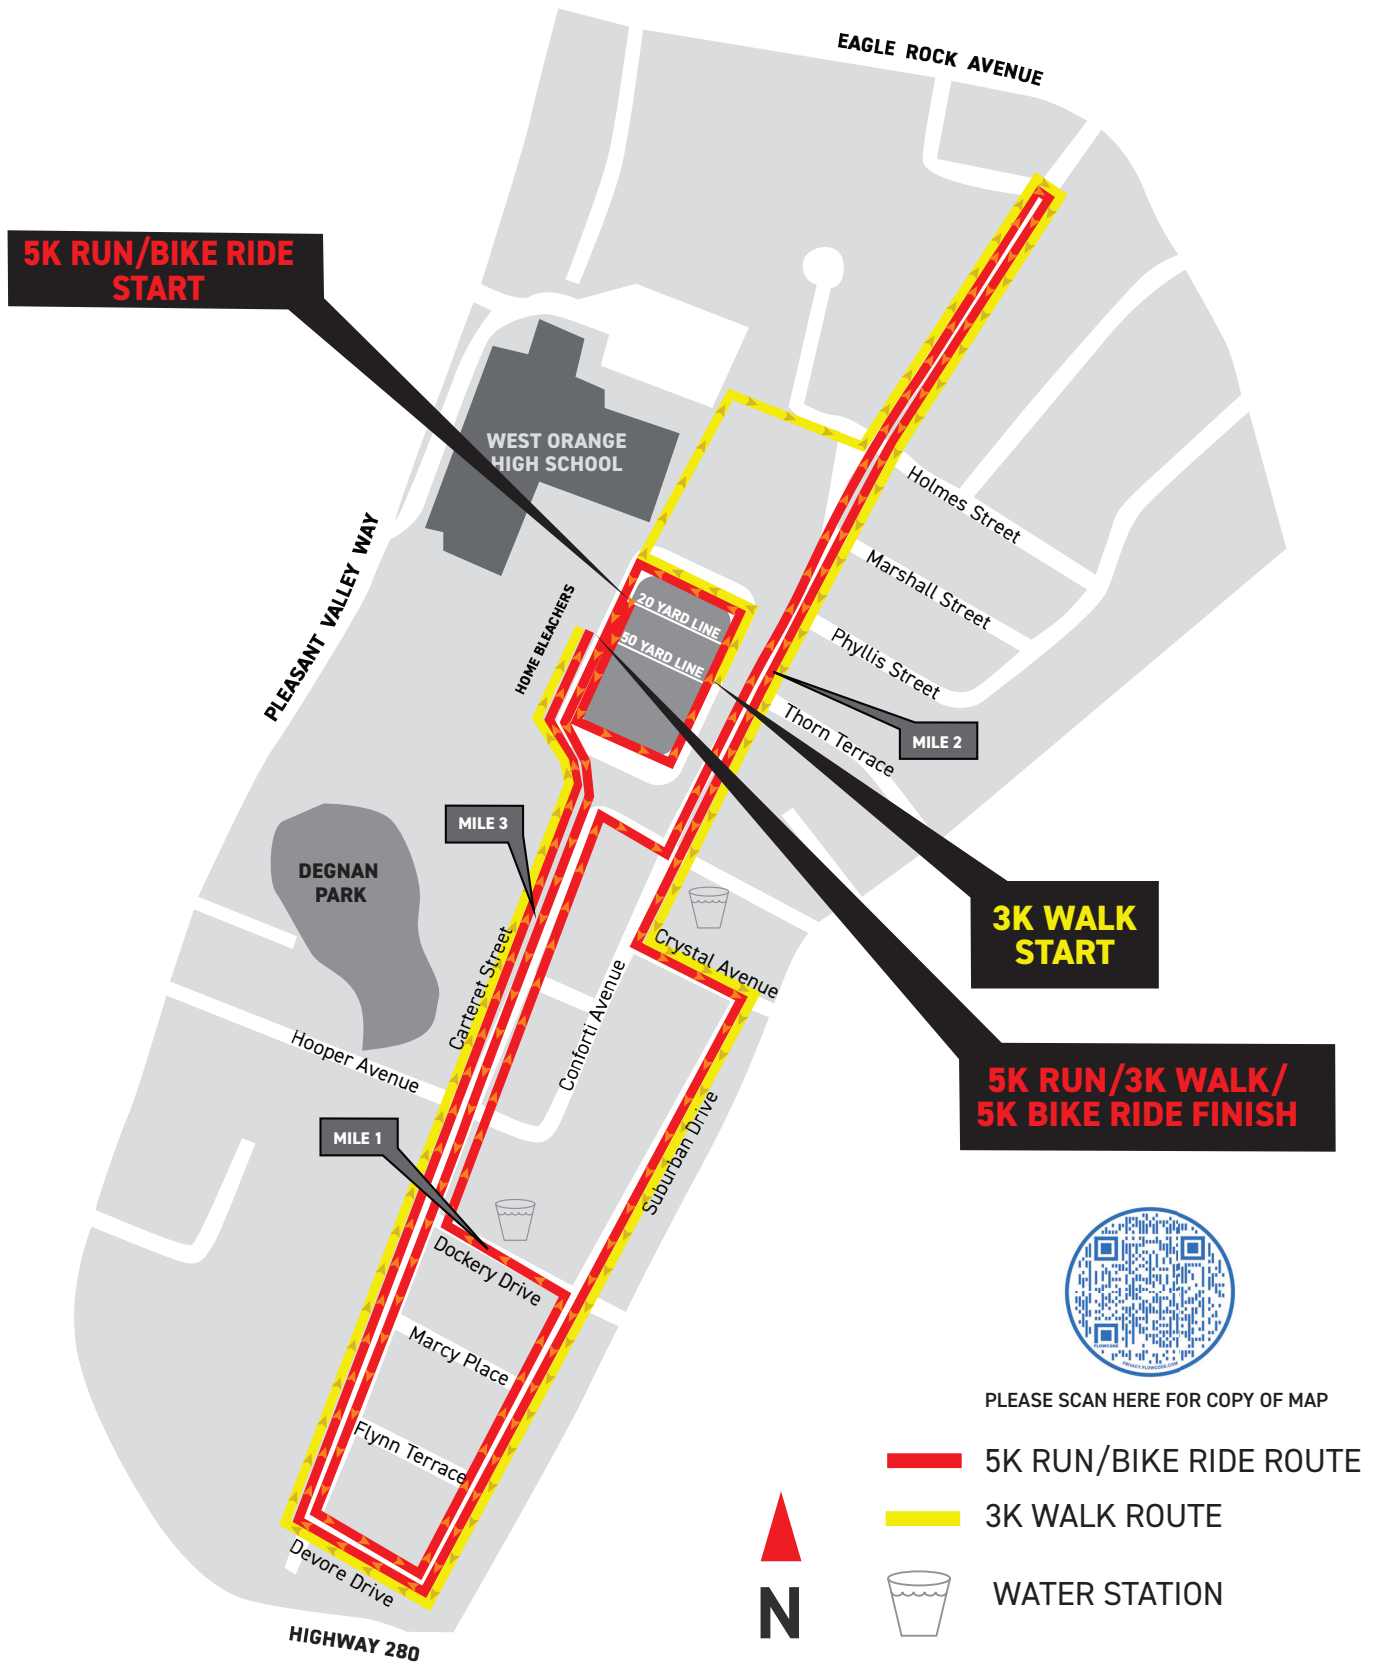 EAGLE ROCK AVENUE
5K RUN/BIKE RIDE
START
WEST ORANGE
HIGH SCHOOL
Holmes Street
PLEASANT VALLEY WAY
Marshall Street
HOME BLEACHERS
20 YARD LINE
50 YARD LINE
Phyllis Street
Thorn Terrace
MILE 2
MILE 3
DEGNAN
PARK
3K WALK
START
Crystal Avenue
Carteret Street
Conforti Avenue
Hooper Avenue
5K RUN/3K WALK/
5K BIKE RIDE FINISH
MILE 1
Suburban Drive
Dockery Drive
Marcy Place
Flynn Terrace
Devore Drive
HIGHWAY 280
FLOWCODE
PRIVACY.FLOWCODE.COM
PLEASE SCAN HERE FOR COPY OF MAP
5K RUN/BIKE RIDE ROUTE
3K WALK ROUTE
WATER STATION
N